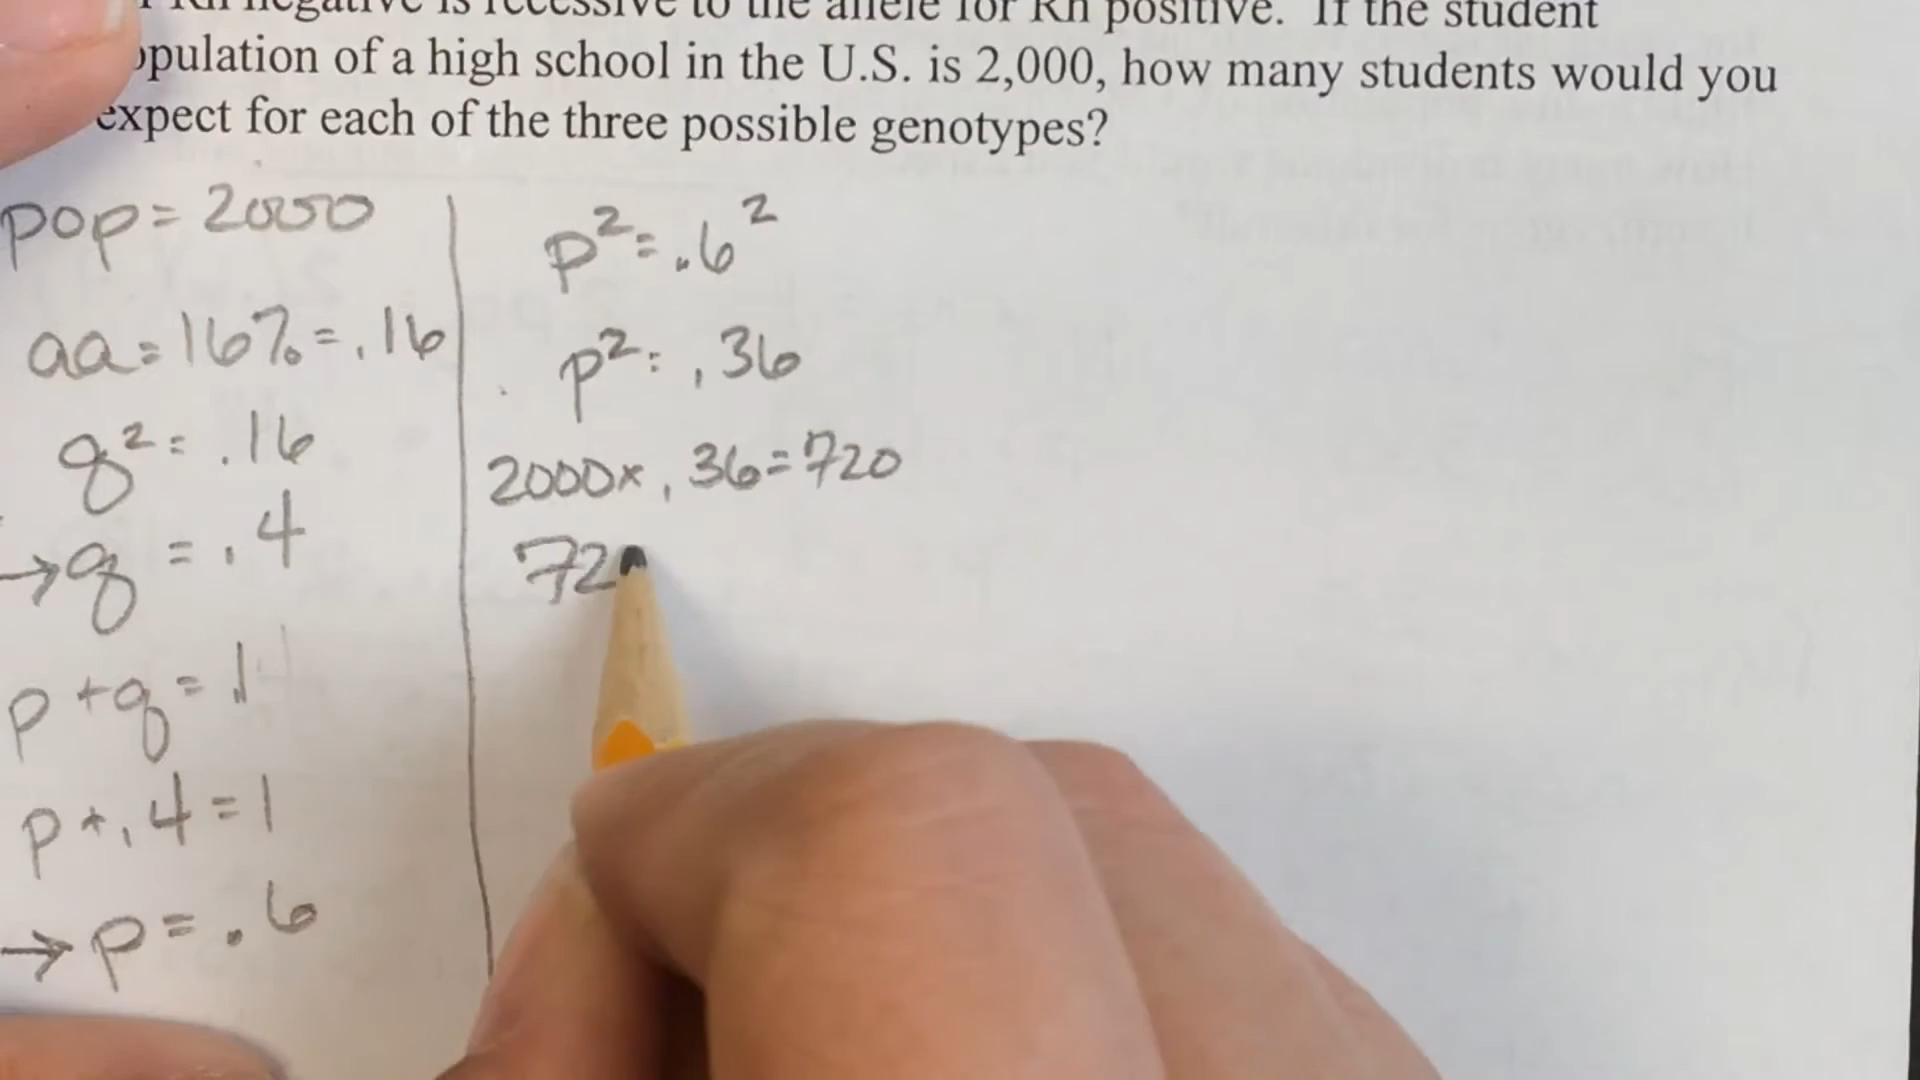 Rh negative is recessive to the allele for Rh positive. If the student
opulation of a high school in the U.S. is 2,000, how many students would you
expect for each of the three possible genotypes?
pop = 2000
aa = 16% = .16
q² = .16
→ q = .4
p + q = 1
p + .4 = 1
→ p = .6
p² = .6²
p² = .36
2000 x .36 = 720
72